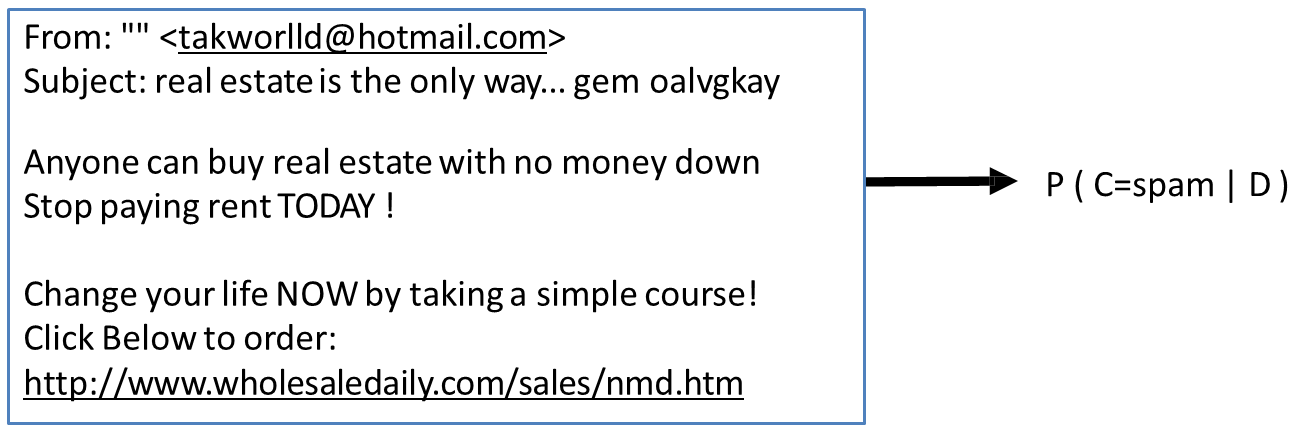 From: "" <takworlld@hotmail.com>
Subject: real estate is the only way... gem oalvgkay
Anyone can buy real estate with no money down
Stop paying rent TODAY !
Change your life NOW by taking a simple course!
Click Below to order:
http://www.wholesaledaily.com/sales/nmd.htm
P ( C=spam | D )